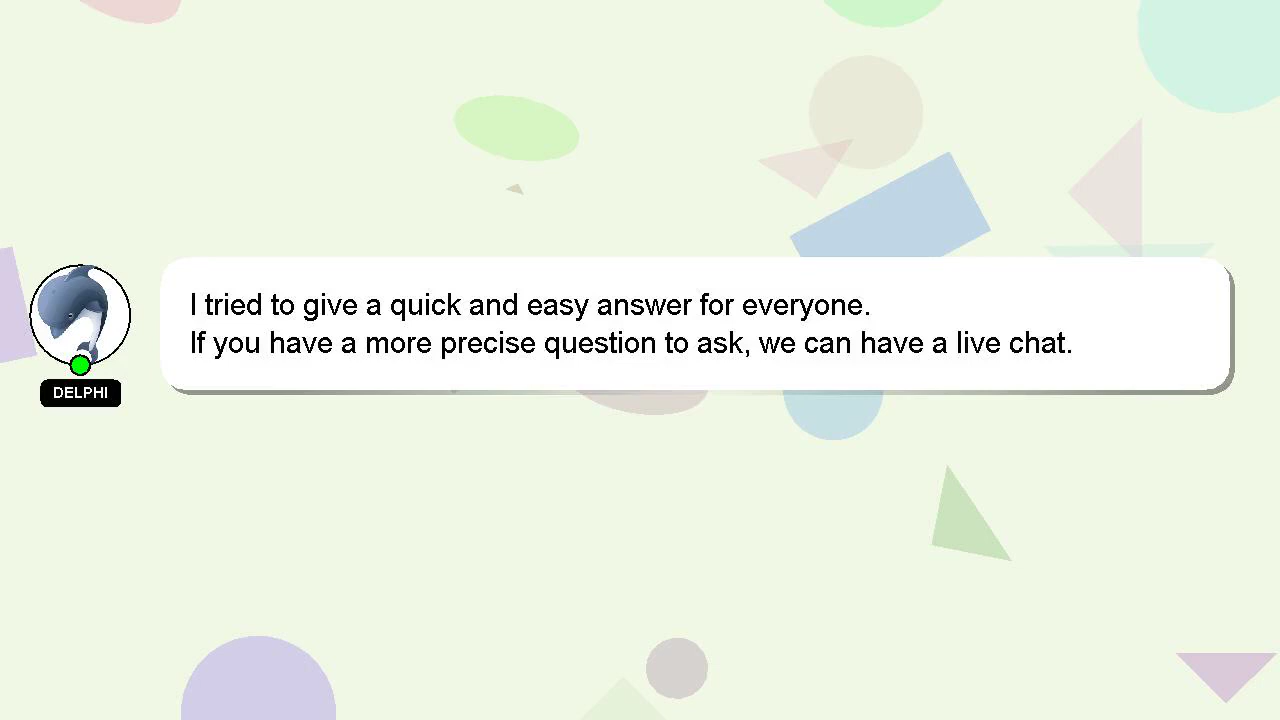 I tried to give a quick and easy answer for everyone.
If you have a more precise question to ask, we can have a live chat.
DELPHI